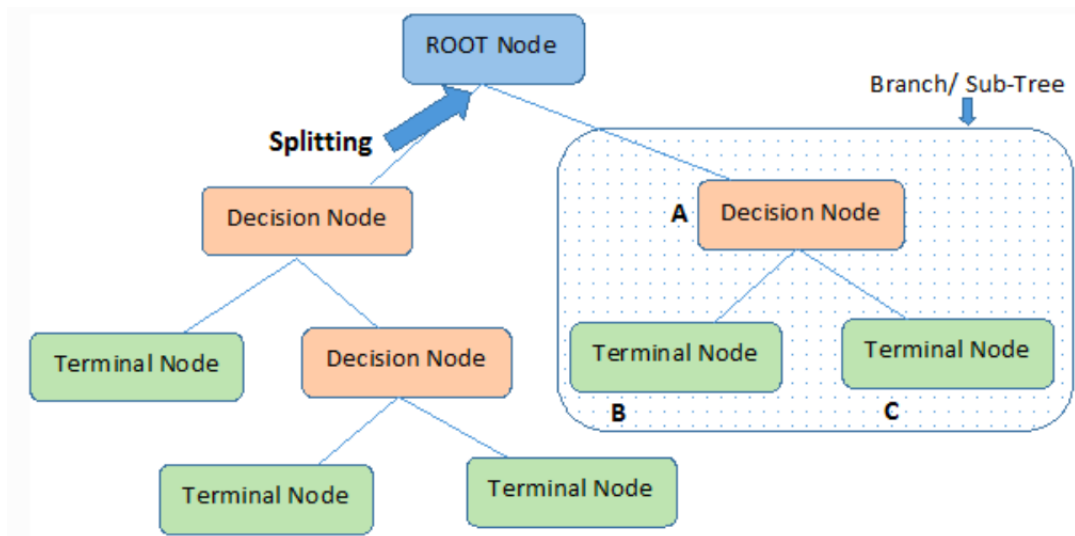 ROOT Node
Branch/ Sub-Tree
Splitting
Decision Node
A Decision Node
Terminal Node
Decision Node
Terminal Node
Terminal Node
B
C
Terminal Node
Terminal Node